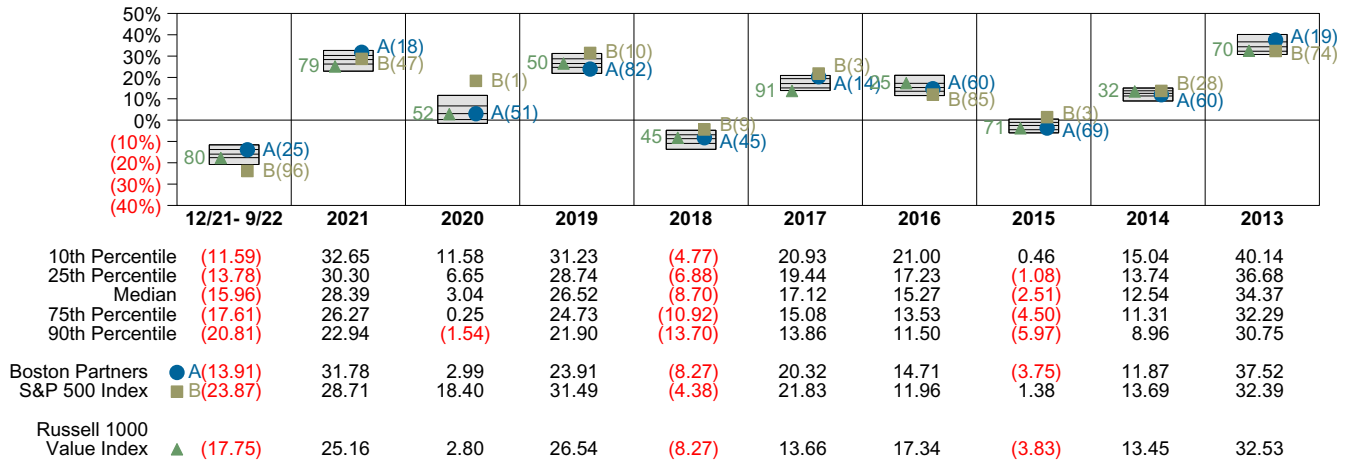 50%
40%
30%
20%
10%
0%
(10%)
(20%)
(30%)
(40%)
80 A(25) B(96)
79 A(18) B(47)
52 B(1) A(51)
50 B(10) A(82)
45 B(9) A(45)
91 B(3) A(14)
25 A(60) B(85)
71 B(3) A(69)
32 B(28) A(60)
70 A(19) B(74)
12/21- 9/22 2021 2020 2019 2018 2017 2016 2015 2014 2013
10th Percentile (11.59) 32.65 11.58 31.23 (4.77) 20.93 21.00 0.46 15.04 40.14
25th Percentile (13.78) 30.30 6.65 28.74 (6.88) 19.44 17.23 (1.08) 13.74 36.68
Median (15.96) 28.39 3.04 26.52 (8.70) 17.12 15.27 (2.51) 12.54 34.37
75th Percentile (17.61) 26.27 0.25 24.73 (10.92) 15.08 13.53 (4.50) 11.31 32.29
90th Percentile (20.81) 22.94 (1.54) 21.90 (13.70) 13.86 11.50 (5.97) 8.96 30.75
Boston Partners A (13.91) 31.78 2.99 23.91 (8.27) 20.32 14.71 (3.75) 11.87 37.52
S&P 500 Index B (23.87) 28.71 18.40 31.49 (4.38) 21.83 11.96 1.38 13.69 32.39
Russell 1000
Value Index (17.75) 25.16 2.80 26.54 (8.27) 13.66 17.34 (3.83) 13.45 32.53